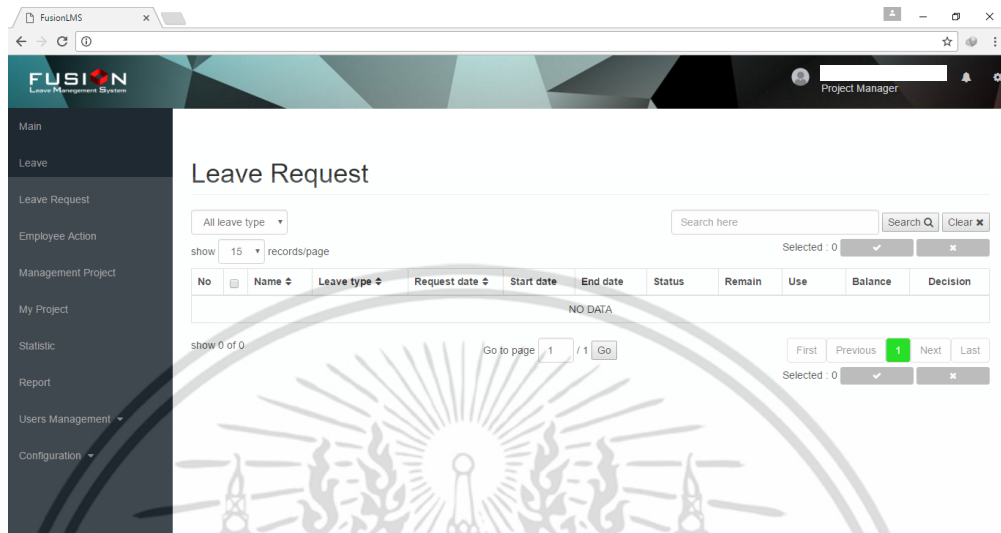 FusionLMS
FUSION
Leave Manegement System
Project Manager
Main
Leave
Leave Request
Employee Action
Management Project
My Project
Statistic
Report
Users Management
Configuration
Leave Request
All leave type
Search here
Search
Clear
show 15 records/page
Selected : 0
No Name Leave type Request date Start date End date Status Remain Use Balance Decision
NO DATA
show 0 of 0
Go to page 1 / 1 Go
First Previous 1 Next Last
Selected : 0